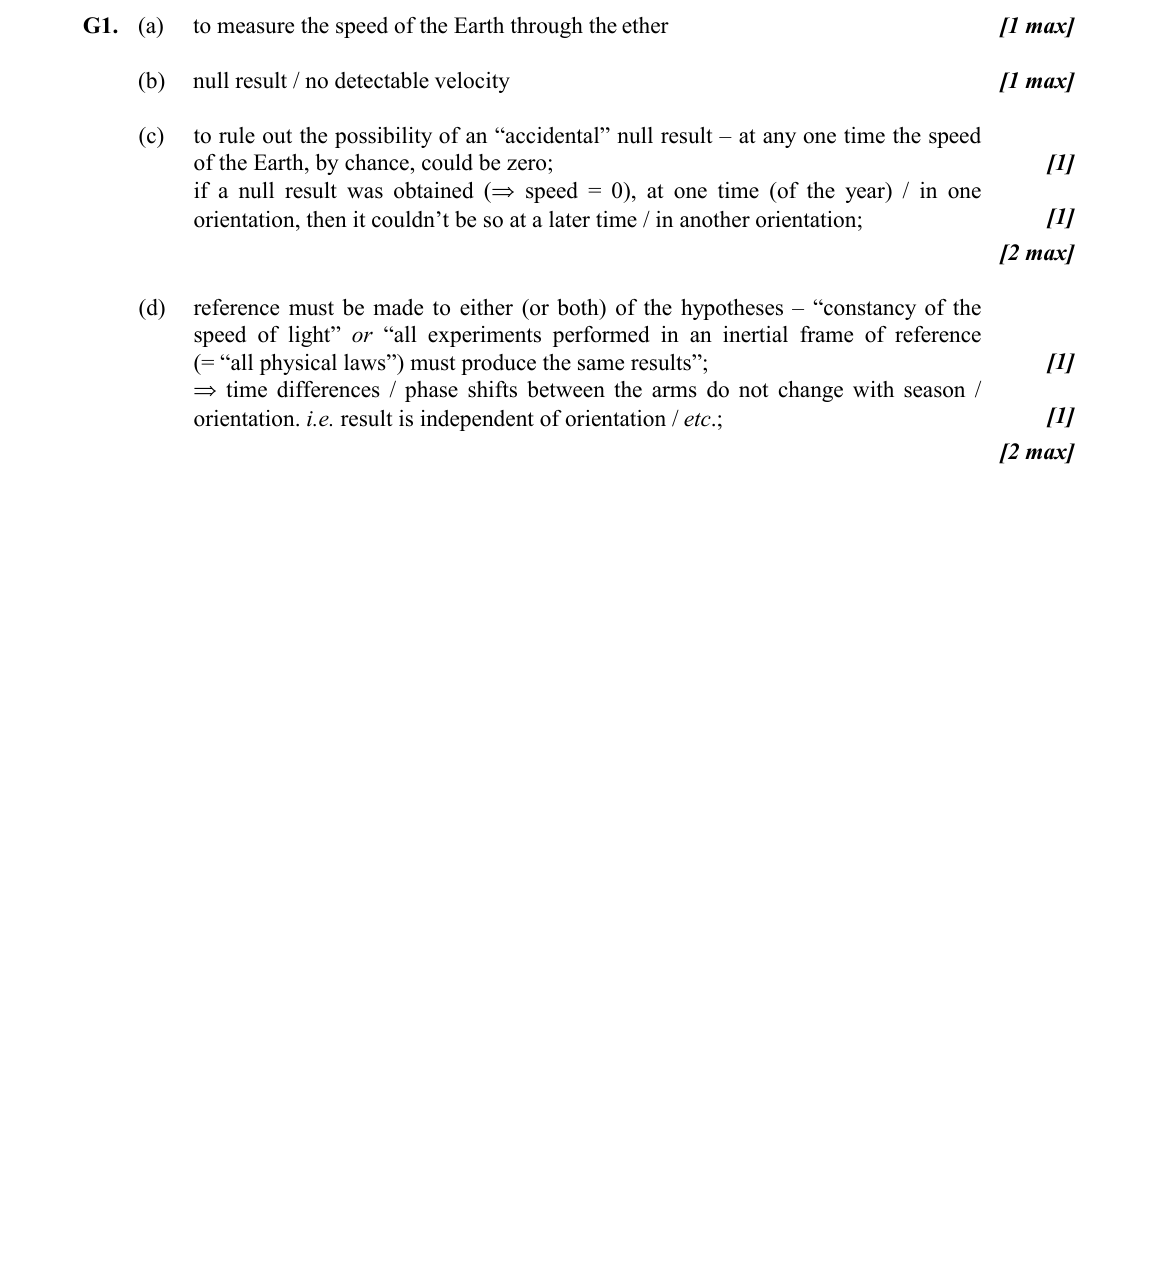 G1. (a) to measure the speed of the Earth through the ether [1 max]
(b) null result / no detectable velocity [1 max]
(c) to rule out the possibility of an “accidental” null result – at any one time the speed
of the Earth, by chance, could be zero; [1]
if a null result was obtained (⇒ speed = 0), at one time (of the year) / in one
orientation, then it couldn’t be so at a later time / in another orientation; [1]
[2 max]
(d) reference must be made to either (or both) of the hypotheses – “constancy of the
speed of light” or “all experiments performed in an inertial frame of reference
(= “all physical laws”) must produce the same results”; [1]
⇒ time differences / phase shifts between the arms do not change with season /
orientation. i.e. result is independent of orientation / etc.; [1]
[2 max]